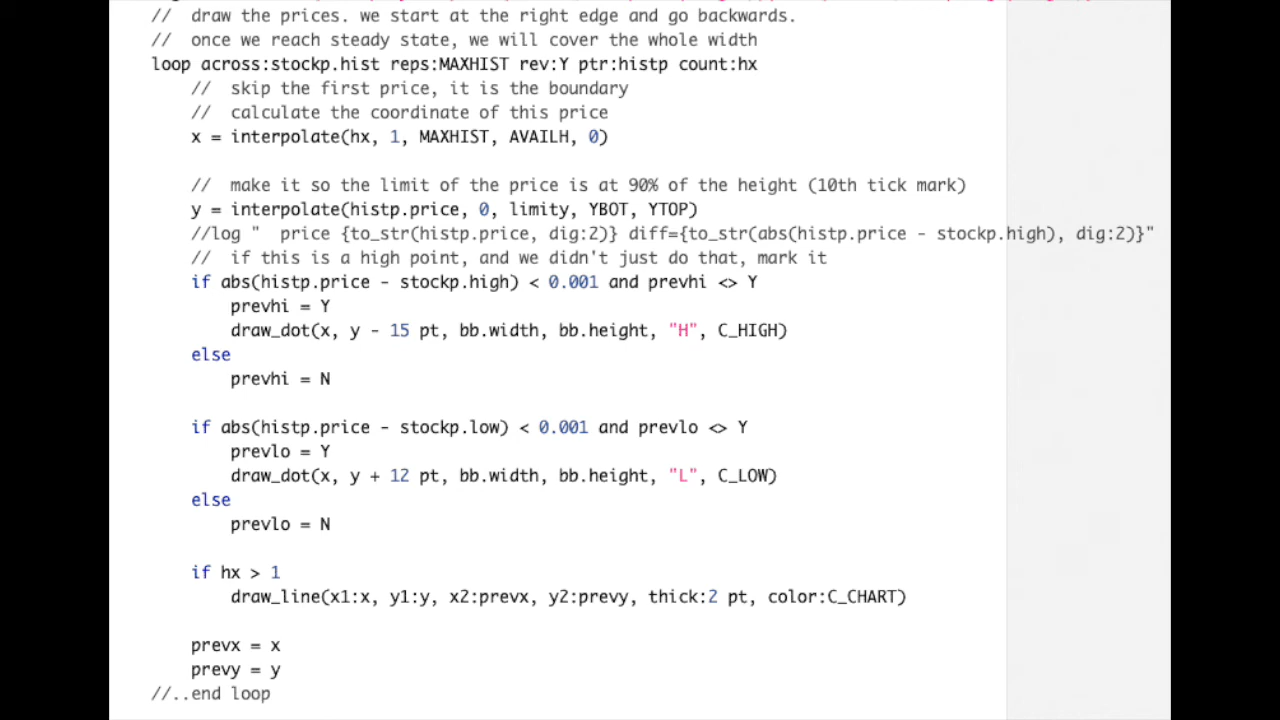 // draw the prices. we start at the right edge and go backwards.
// once we reach steady state, we will cover the whole width
loop across:stockp.hist reps:MAXHIST rev:Y ptr:histp count:hx
// skip the first price, it is the boundary
// calculate the coordinate of this price
x = interpolate(hx, 1, MAXHIST, AVAILH, 0)
// make it so the limit of the price is at 90% of the height (10th tick mark)
y = interpolate(histp.price, 0, limity, YBOT, YTOP)
//log " price {to_str(histp.price, dig:2)} diff={to_str(abs(histp.price - stockp.high), dig:2)}"
// if this is a high point, and we didn't just do that, mark it
if abs(histp.price - stockp.high) < 0.001 and prevhi <> Y
prevhi = Y
draw_dot(x, y - 15 pt, bb.width, bb.height, "H", C_HIGH)
else
prevhi = N
if abs(histp.price - stockp.low) < 0.001 and prevlo <> Y
prevlo = Y
draw_dot(x, y + 12 pt, bb.width, bb.height, "L", C_LOW)
else
prevlo = N
if hx > 1
draw_line(x1:x, y1:y, x2:prevx, y2:prevy, thick:2 pt, color:C_CHART)
prevx = x
prevy = y
//..end loop